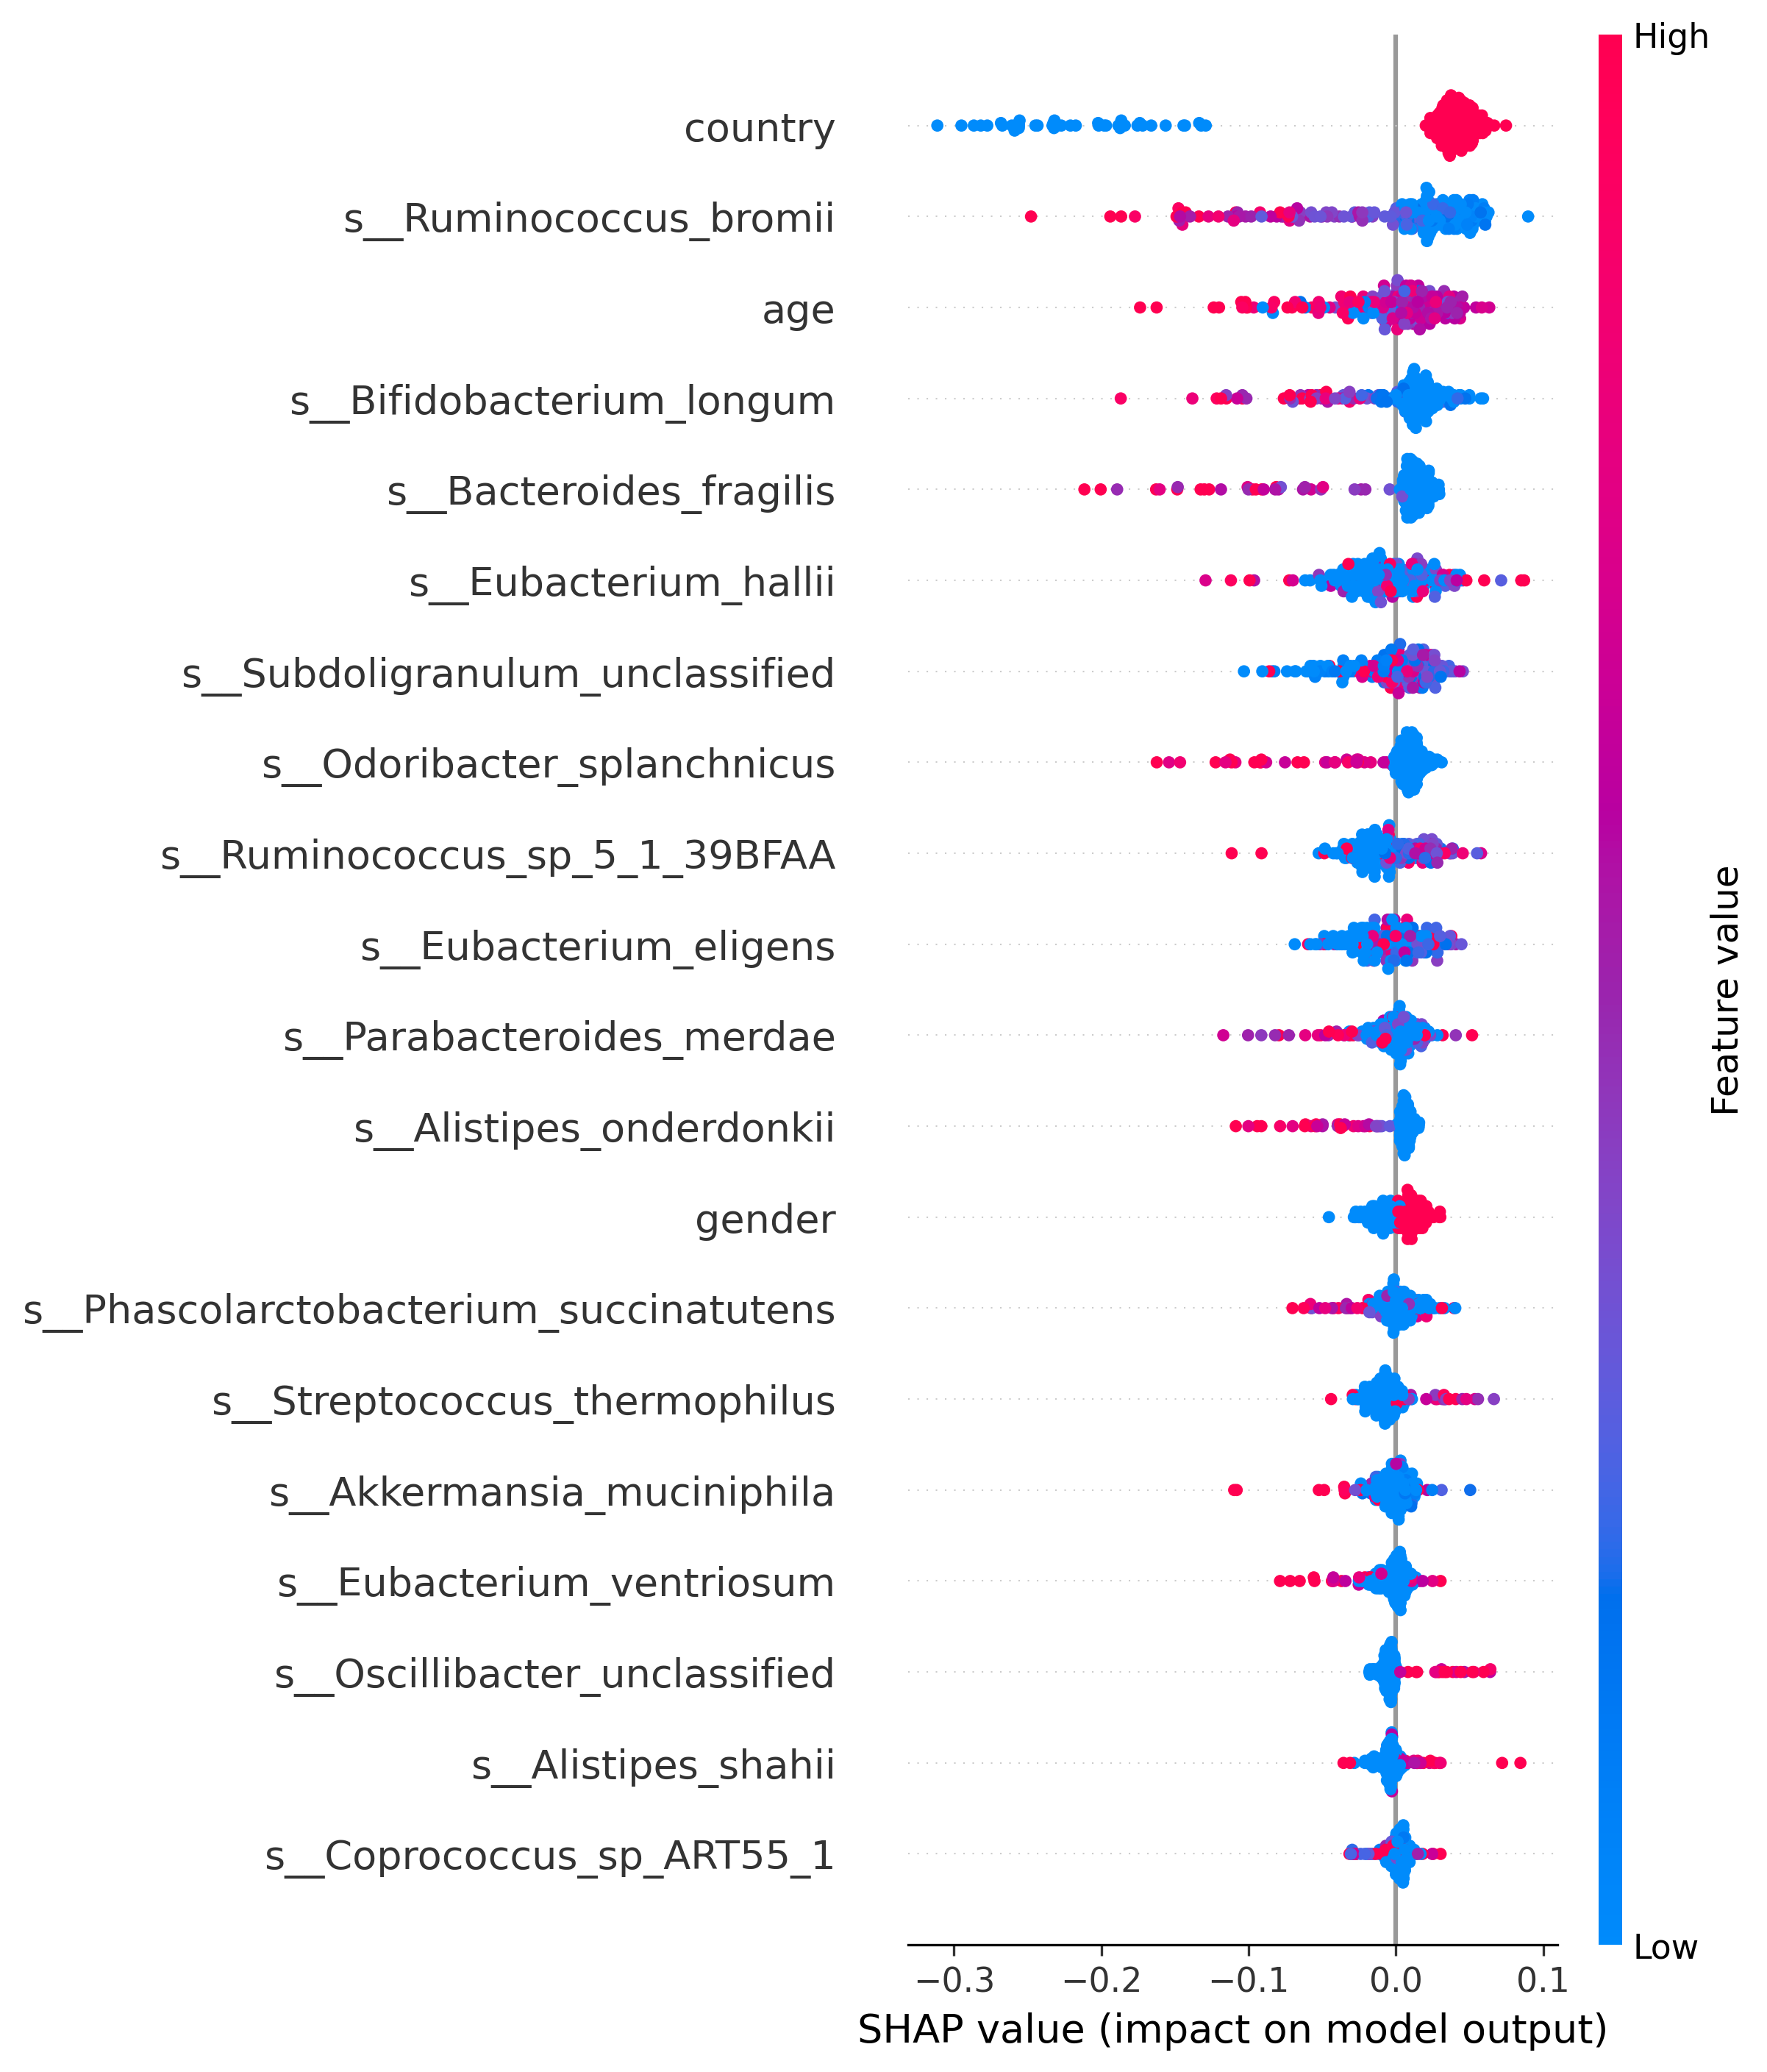 High
country
s__Ruminococcus_bromii
age
s__Bifidobacterium_longum
s__Bacteroides_fragilis
s__Eubacterium_hallii
s__Subdoligranulum_unclassified
s__Odoribacter_splanchnicus
s__Ruminococcus_sp_5_1_39BFAA
s__Eubacterium_eligens
s__Parabacteroides_merdae
s__Alistipes_onderdonkii
gender
s__Phascolarctobacterium_succinatutens
s__Streptococcus_thermophilus
s__Akkermansia_muciniphila
s__Eubacterium_ventriosum
s__Oscillibacter_unclassified
s__Alistipes_shahii
s__Coprococcus_sp_ART55_1
Feature value
Low
−0.3 −0.2 −0.1 0.0 0.1
SHAP value (impact on model output)